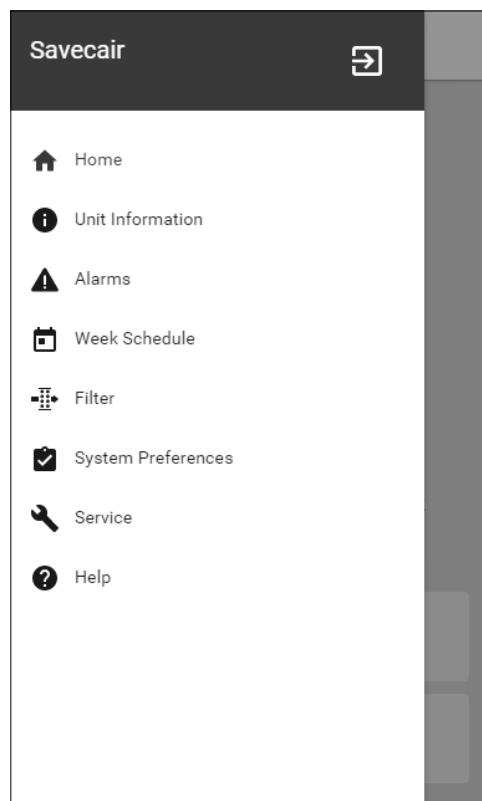 Savecair
Home
Unit Information
Alarms
Week Schedule
Filter
System Preferences
Service
Help